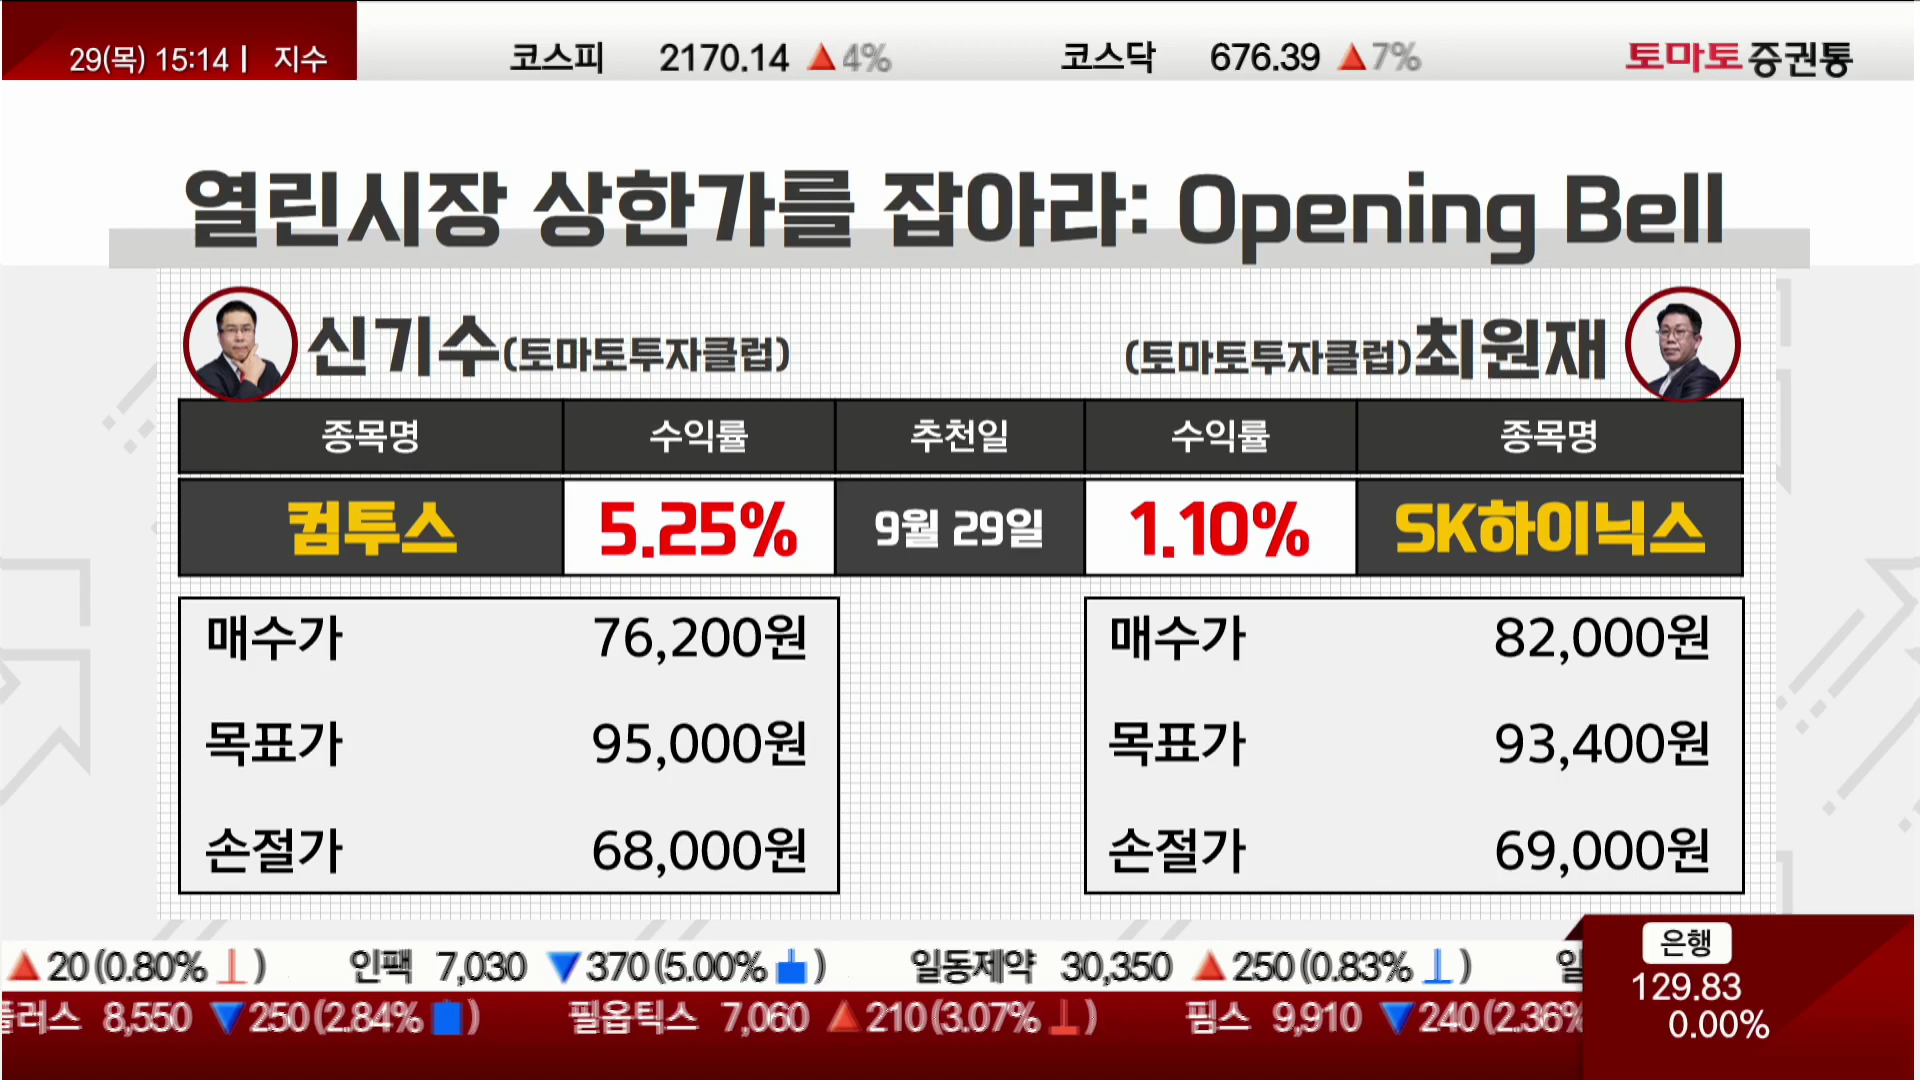 29(목) 15:14 | 지수 코스피 2170.14 ▲4% 코스닥 676.39 ▲7% 토마토증권통
열린시장 상한가를 잡아라: Opening Bell
신기수(토마토투자클럽) (토마토투자클럽)최원재
종목명 수익률 추천일 수익률 종목명
컴투스 5.25% 9월 29일 1.10% SK하이닉스
매수가 76,200원 매수가 82,000원
목표가 95,000원 목표가 93,400원
손절가 68,000원 손절가 69,000원
은행
129.83
0.00%
▲20(0.80%) 인팩 7,030 ▼370(5.00%) 일동제약 30,350 ▲250(0.83%)
플러스 8,550 ▼250(2.84%) 필옵틱스 7,060 ▲210(3.07%) 핌스 9,910 ▼240(2.36%